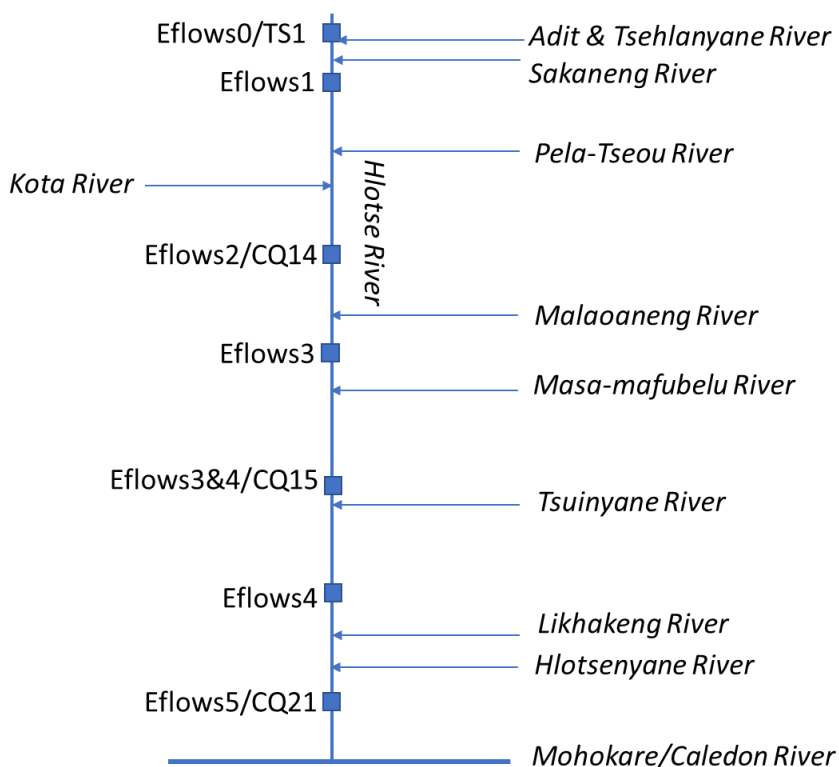 Eflows0/TS1
Adit & Tsehlanyane River
Sakaneng River
Eflows1
Pela-Tseou River
Kota River
Hlotse River
Eflows2/CQ14
Malaoaneng River
Eflows3
Masa-mafubelu River
Eflows3&4/CQ15
Tsuinyane River
Eflows4
Likhakeng River
Hlotsenyane River
Eflows5/CQ21
Mohokare/Caledon River